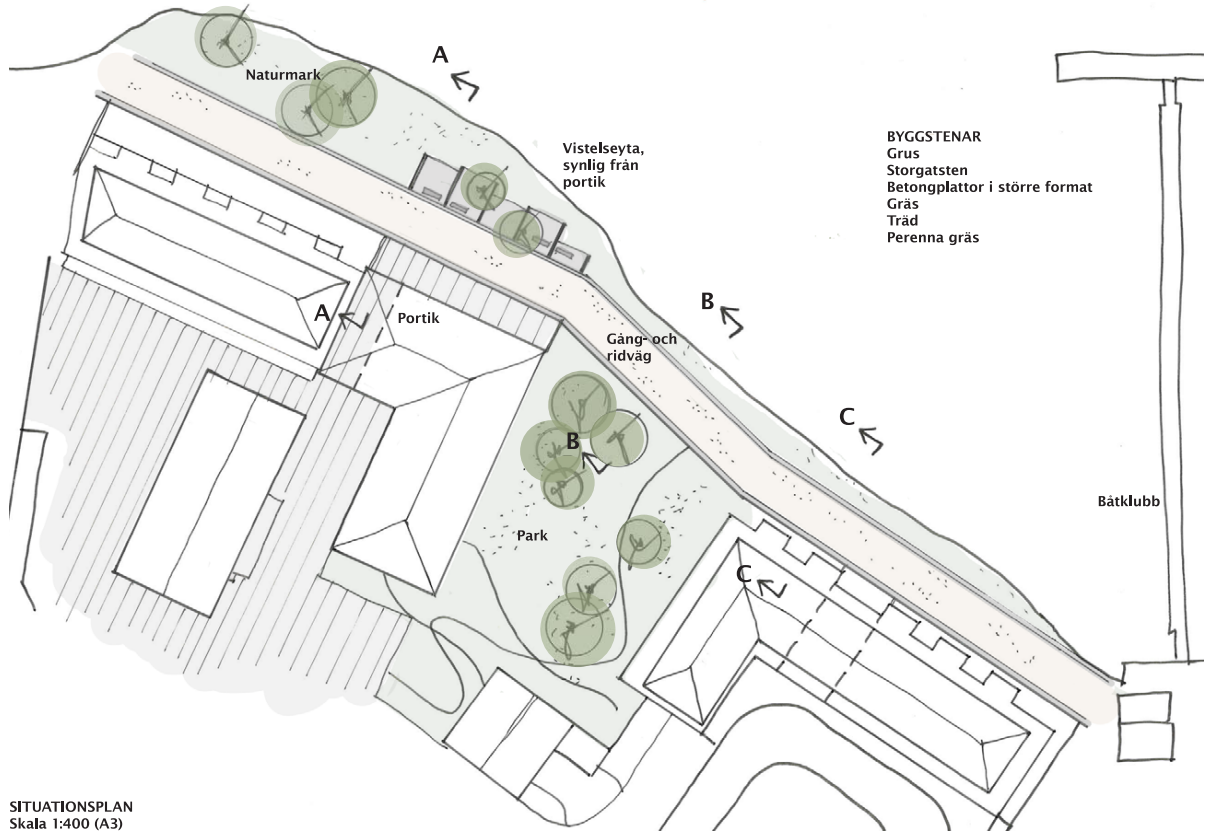 A
Naturmark
Vistelseyta,
synlig från
portik
BYGGSTENAR
Grus
Storgatsten
Betongplattor i större format
Gräs
Träd
Perenna gräs
A
Portik
B
Gång- och
ridväg
C
B
Båtklubb
Park
C
SITUATIONSPLAN
Skala 1:400 (A3)